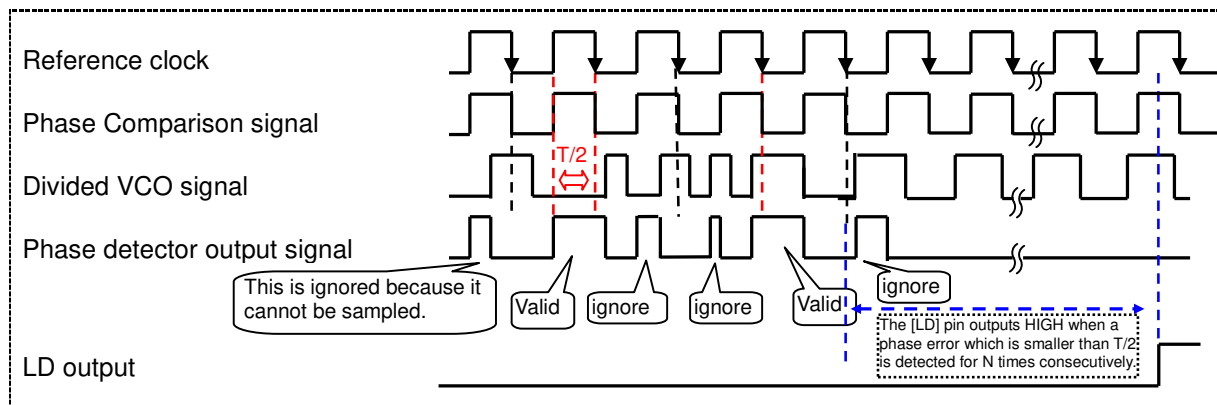 Reference clock
Phase Comparison signal
T/2
Divided VCO signal
Phase detector output signal
This is ignored because it
cannot be sampled.
Valid
ignore
ignore
Valid
ignore
The [LD] pin outputs HIGH when a
phase error which is smaller than T/2
is detected for N times consecutively.
LD output